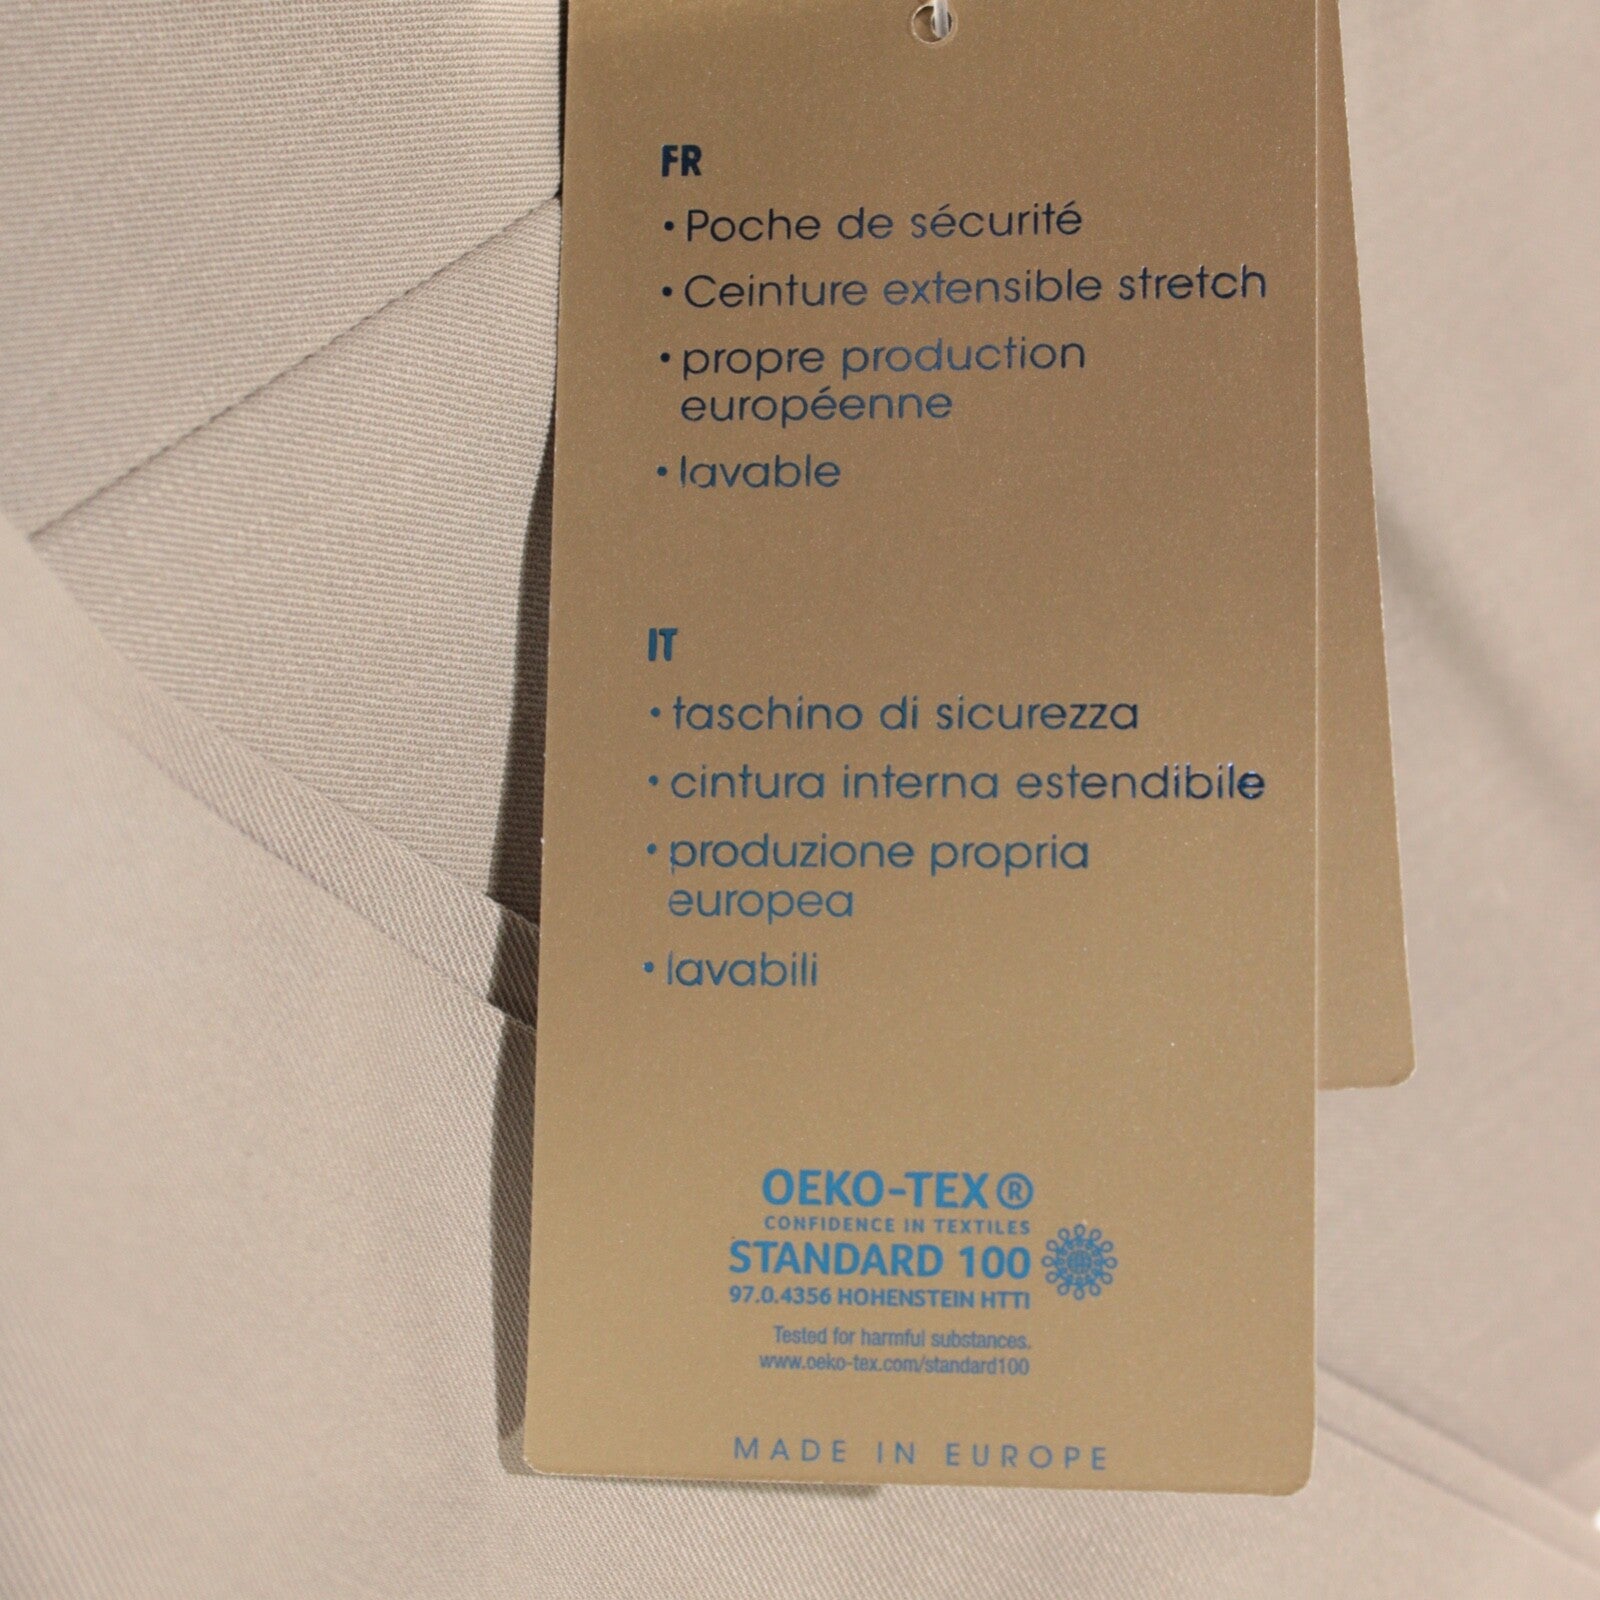 FR
• Poche de sécurité
• Ceinture extensible stretch
• propre production
européenne
• lavable
IT
• taschino di sicurezza
• cintura interna estendibile
• produzione propria
europea
• lavabili
OEKO-TEX®
CONFIDENCE IN TEXTILES
STANDARD 100
97.0.4356 HOHENSTEIN HTTI
Tested for harmful substances.
www.oeko-tex.com/standard100
MADE IN EUROPE